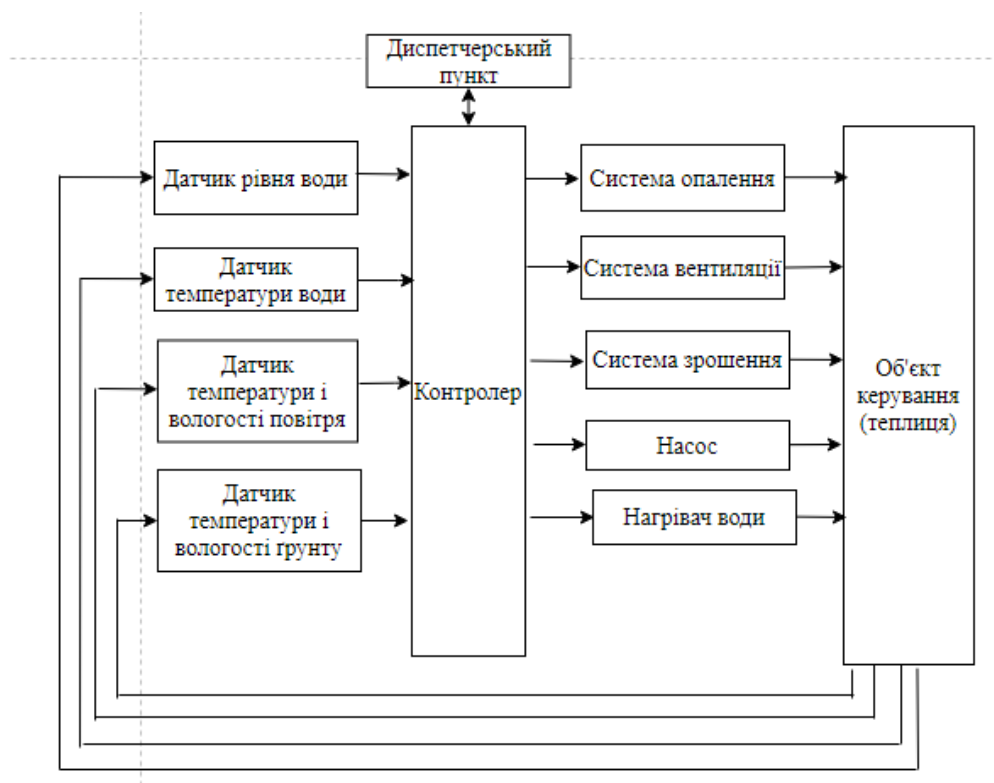 Диспетчерський
пункт
Датчик рівня води
Датчик
температури води
Датчик
температури і
вологості повітря
Датчик
температури і
вологості ґрунту
Контролер
Система опалення
Система вентиляції
Система зрошення
Насос
Нагрівач води
Об'єкт
керування
(теплиця)